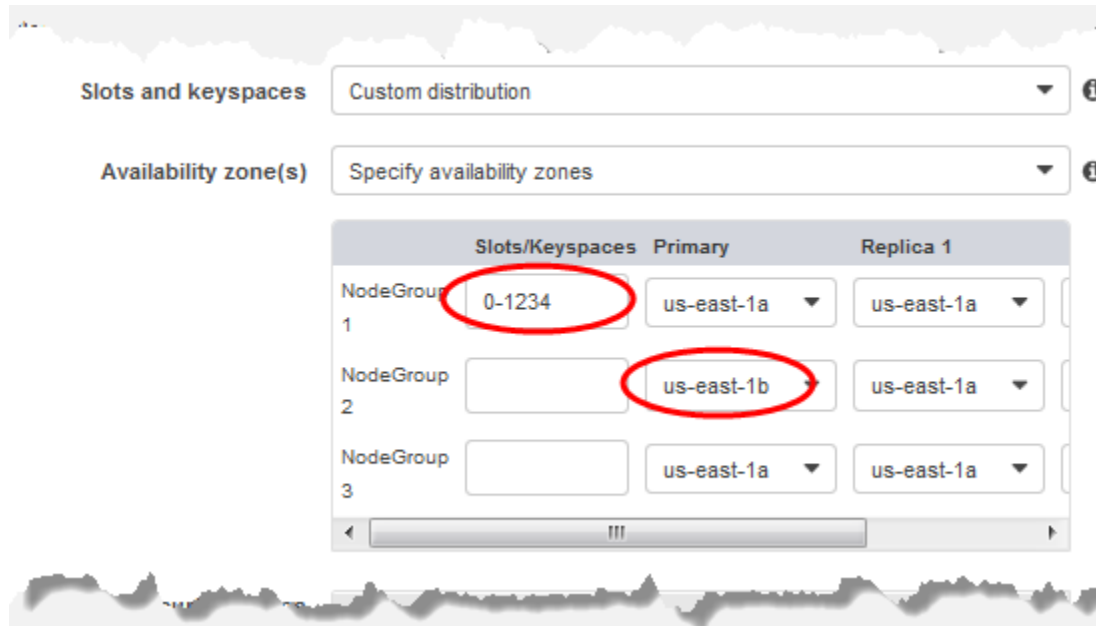 Slots and keyspaces Custom distribution
Availability zone(s) Specify availability zones
Slots/Keyspaces Primary Replica 1
NodeGroup 1 0-1234 us-east-1a us-east-1a
NodeGroup 2 us-east-1b us-east-1a
NodeGroup 3 us-east-1a us-east-1a